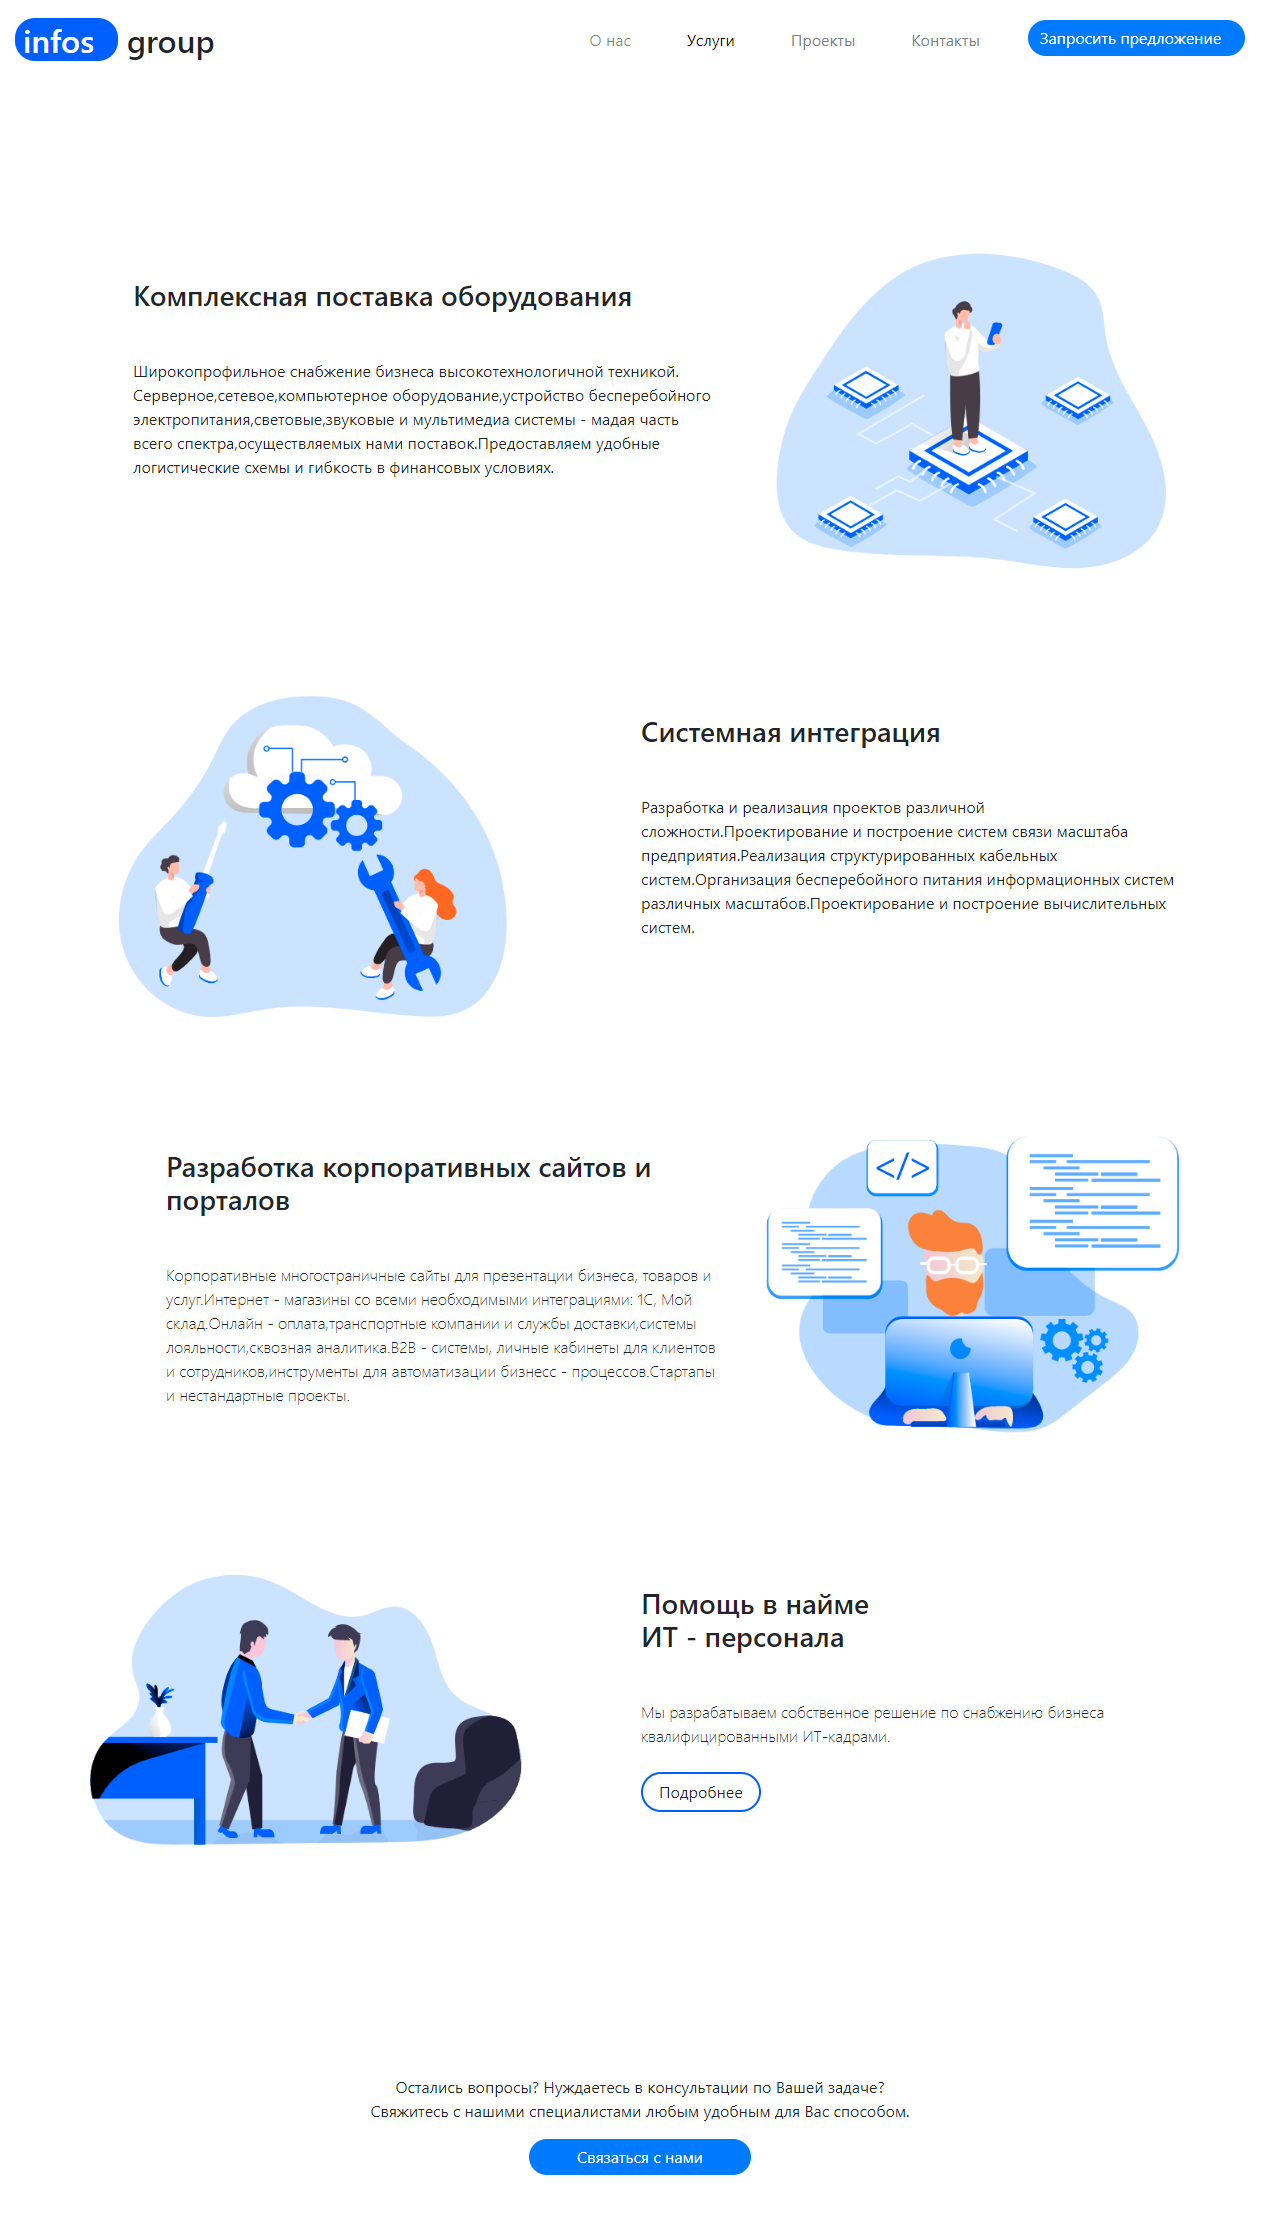 infos group
О нас Услуги Проекты Контакты Запросить предложение
Комплексная поставка оборудования
Широкопрофильное снабжение бизнеса высокотехнологичной техникой.
Серверное,сетевое,компьютерное оборудование,устройство бесперебойного
электропитания,световые,звуковые и мультимедиа системы - мадая часть
всего спектра,осуществляемых нами поставок.Предоставляем удобные
логистические схемы и гибкость в финансовых условиях.
Системная интеграция
Разработка и реализация проектов различной
сложности.Проектирование и построение систем связи масштаба
предприятия.Реализация структурированных кабельных
систем.Организация бесперебойного питания информационных систем
различных масштабов.Проектирование и построение вычислительных
систем.
Разработка корпоративных сайтов и
порталов
Корпоративные многостраничные сайты для презентации бизнеса, товаров и
услуг.Интернет - магазины со всеми необходимыми интеграциями: 1С, Мой
склад.Онлайн - оплата,транспортные компании и службы доставки,системы
лояльности,сквозная аналитика.B2B - системы, личные кабинеты для клиентов
и сотрудников,инструменты для автоматизации бизнесс - процессов.Стартапы
и нестандартные проекты.
</>
Помощь в найме
ИТ - персонала
Мы разрабатываем собственное решение по снабжению бизнеса
квалифицированными ИТ-кадрами.
Подробнее
Остались вопросы? Нуждаетесь в консультации по Вашей задаче?
Свяжитесь с нашими специалистами любым удобным для Вас способом.
Связаться с нами